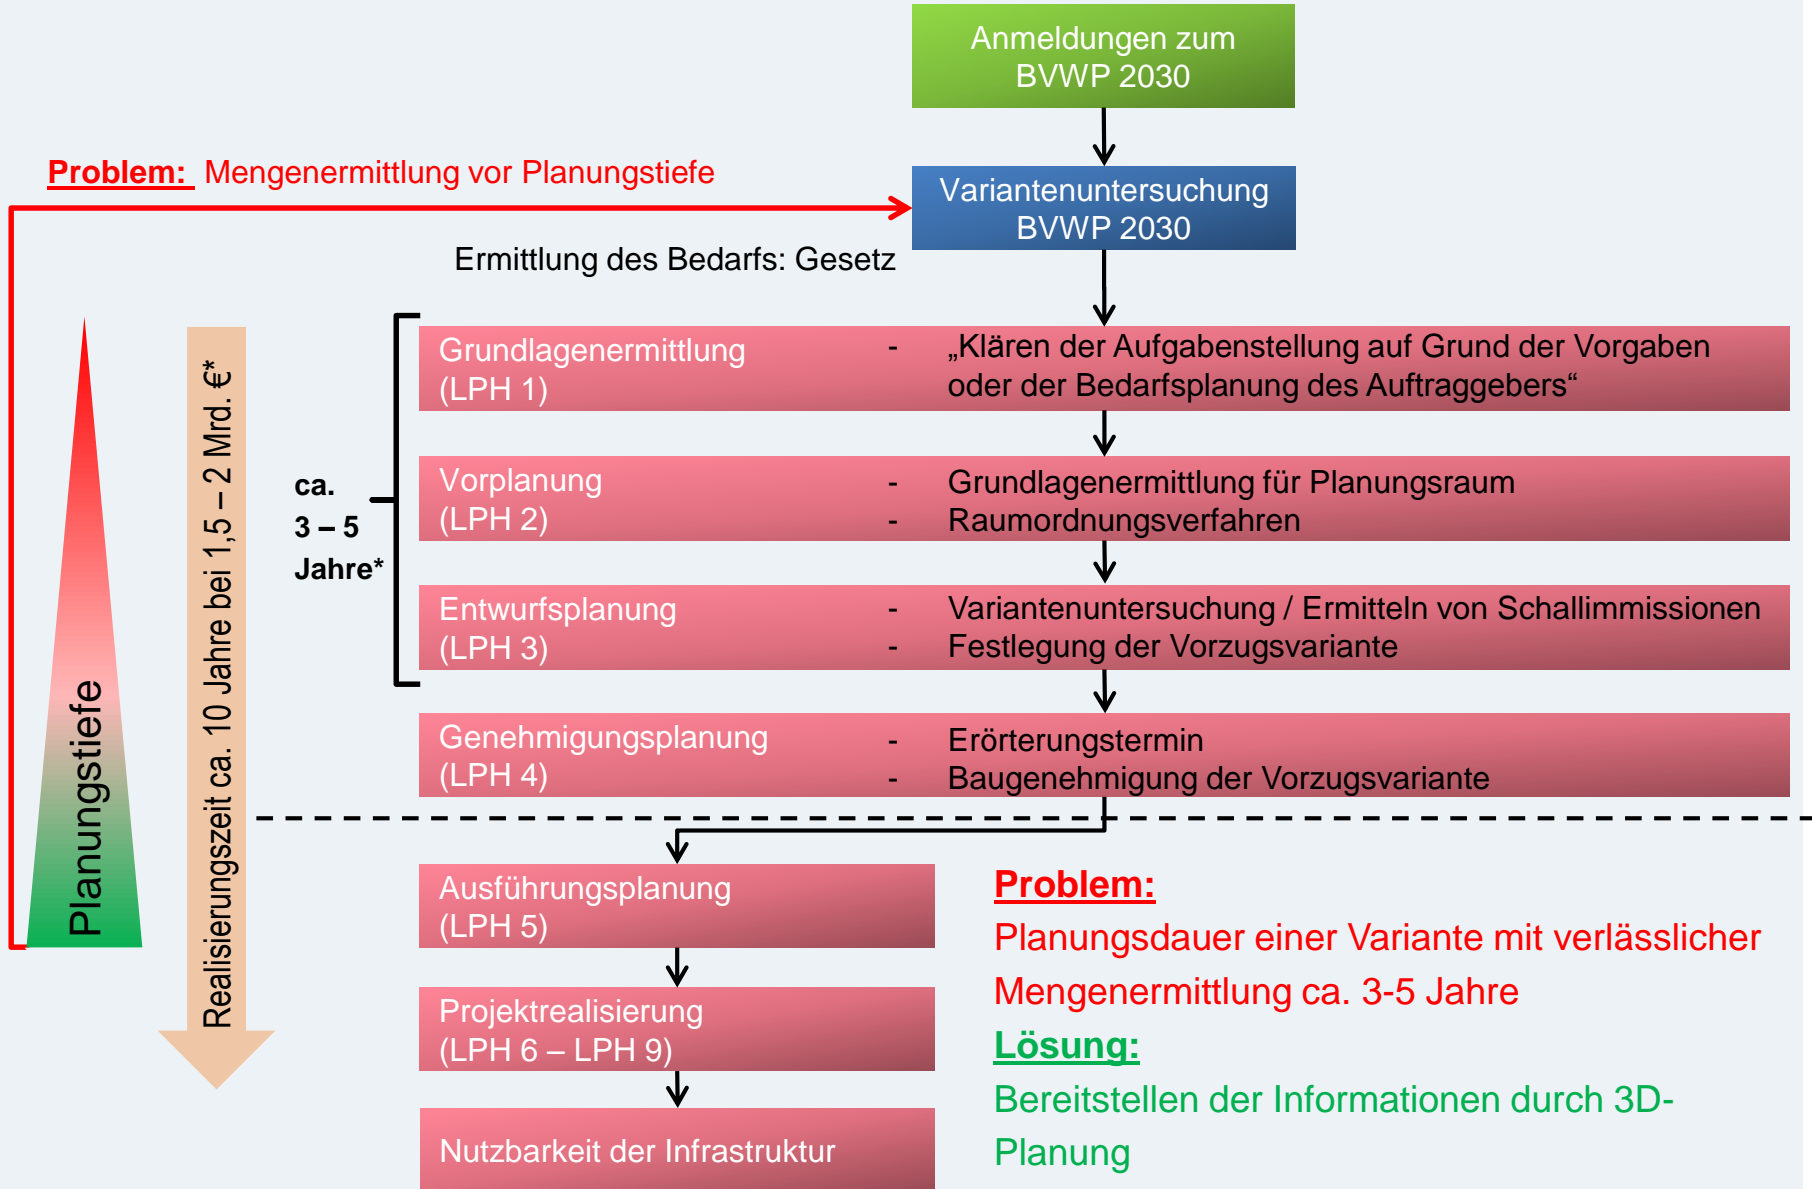 Anmeldungen zum
BVWP 2030
Problem: Mengenermittlung vor Planungstiefe
Variantenuntersuchung
BVWP 2030
Ermittlung des Bedarfs: Gesetz
Planungstiefe
Realisierungszeit ca. 10 Jahre bei 1,5 – 2 Mrd. €*
ca.
3 – 5
Jahre*
Grundlagenermittlung
(LPH 1)
- „Klären der Aufgabenstellung auf Grund der Vorgaben
oder der Bedarfsplanung des Auftraggebers“
Vorplanung
(LPH 2)
- Grundlagenermittlung für Planungsraum
- Raumordnungsverfahren
Entwurfsplanung
(LPH 3)
- Variantenuntersuchung / Ermitteln von Schallimmissionen
- Festlegung der Vorzugsvariante
Genehmigungsplanung
(LPH 4)
- Erörterungstermin
- Baugenehmigung der Vorzugsvariante
Ausführungsplanung
(LPH 5)
Projektrealisierung
(LPH 6 – LPH 9)
Nutzbarkeit der Infrastruktur
Problem:
Planungsdauer einer Variante mit verlässlicher
Mengenermittlung ca. 3-5 Jahre
Lösung:
Bereitstellen der Informationen durch 3D-
Planung